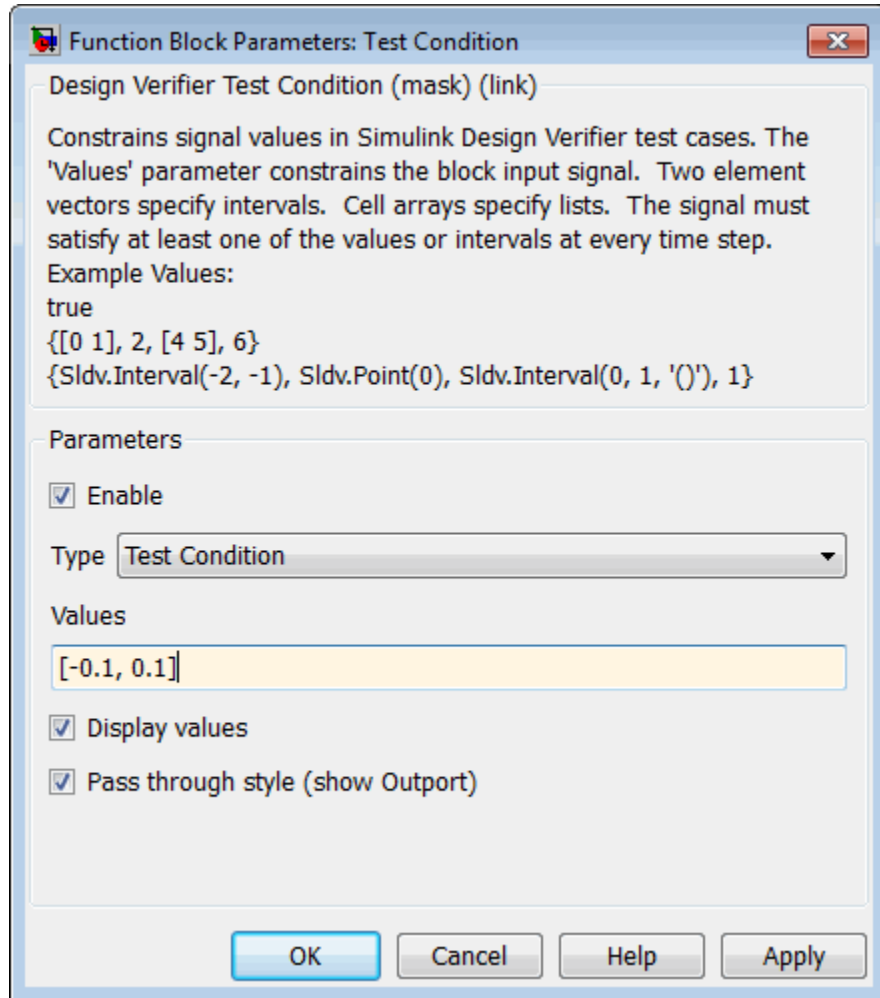 Function Block Parameters: Test Condition
Design Verifier Test Condition (mask) (link)
Constrains signal values in Simulink Design Verifier test cases. The
'Values' parameter constrains the block input signal.  Two element
vectors specify intervals.  Cell arrays specify lists.  The signal must
satisfy at least one of the values or intervals at every time step.
Example Values:
true
{[0 1], 2, [4 5], 6}
{Sldv.Interval(-2, -1), Sldv.Point(0), Sldv.Interval(0, 1, '()'), 1}
Parameters
Enable
Type Test Condition
Values
[-0.1, 0.1]
Display values
Pass through style (show Outport)
OK Cancel Help Apply